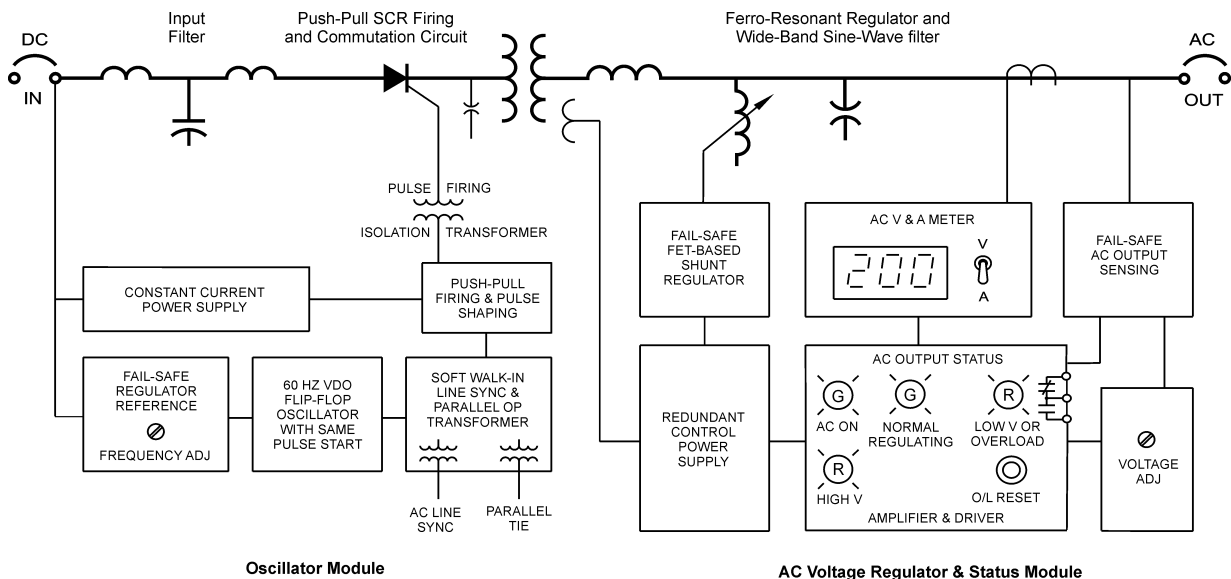 Input
Filter
Push-Pull SCR Firing
and Commutation Circuit
Ferro-Resonant Regulator and
Wide-Band Sine-Wave filter
DC
IN
AC
OUT
PULSE FIRING
ISOLATION TRANSFORMER
CONSTANT CURRENT
POWER SUPPLY
PUSH-PULL
FIRING & PULSE
SHAPING
FAIL-SAFE
REGULATOR
REFERENCE
FREQUENCY ADJ
60 HZ VDO
FLIP-FLOP
OSCILLATOR
WITH SAME
PULSE START
SOFT WALK-IN
LINE SYNC &
PARALLEL OP
TRANSFORMER
AC LINE
SYNC
PARALLEL
TIE
Oscillator Module
FAIL-SAFE
FET-BASED
SHUNT
REGULATOR
AC V & A METER
200
V
A
FAIL-SAFE
AC OUTPUT
SENSING
REDUNDANT
CONTROL
POWER
SUPPLY
AC OUTPUT STATUS
G
AC ON
G
NORMAL
REGULATING
R
LOW V OR
OVERLOAD
R
HIGH V
O/L RESET
AMPLIFIER & DRIVER
VOLTAGE
ADJ
AC Voltage Regulator & Status Module